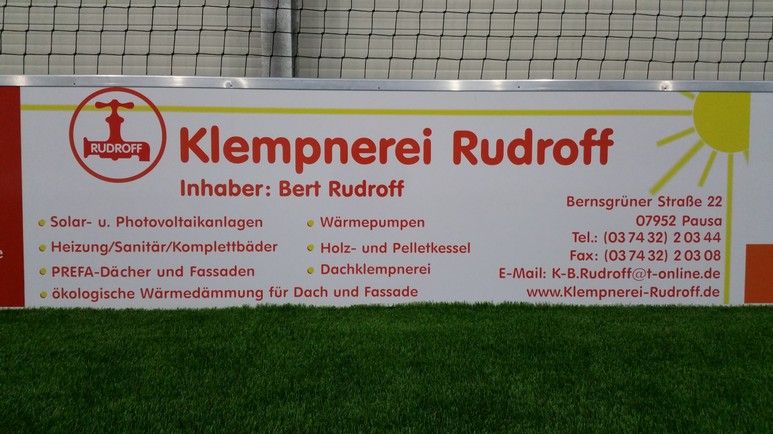 RUDROFF
Klempnerei Rudroff
Inhaber: Bert Rudroff
• Solar- u. Photovoltaikanlagen
• Heizung/Sanitär/Komplettbäder
• PREFA-Dächer und Fassaden
• ökologische Wärmedämmung für Dach und Fassade
• Wärmepumpen
• Holz- und Pelletkessel
• Dachklempnerei
Bernsgrüner Straße 22
07952 Pausa
Tel.: (03 74 32) 2 03 44
Fax: (03 74 32) 2 03 08
E-Mail: K-B.Rudroff@t-online.de
www.Klempnerei-Rudroff.de